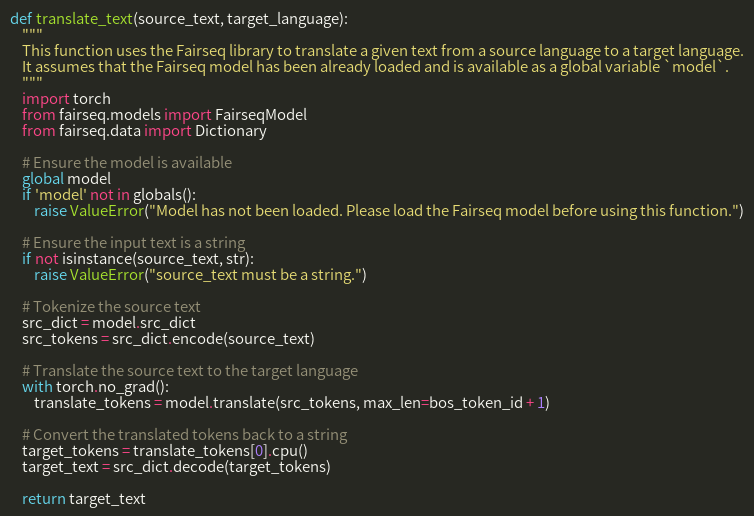 def translate_text(source_text, target_language):
    """
    This function uses the Fairseq library to translate a given text from a source language to a target language.
    It assumes that the Fairseq model has been already loaded and is available as a global variable `model`.
    """
    import torch
    from fairseq.models import FairseqModel
    from fairseq.data import Dictionary

    # Ensure the model is available
    global model
    if 'model' not in globals():
        raise ValueError("Model has not been loaded. Please load the Fairseq model before using this function.")

    # Ensure the input text is a string
    if not isinstance(source_text, str):
        raise ValueError("source_text must be a string.")

    # Tokenize the source text
    src_dict = model.src_dict
    src_tokens = src_dict.encode(source_text)

    # Translate the source text to the target language
    with torch.no_grad():
        translate_tokens = model.translate(src_tokens, max_len=bos_token_id + 1)

    # Convert the translated tokens back to a string
    target_tokens = translate_tokens[0].cpu()
    target_text = src_dict.decode(target_tokens)

    return target_text